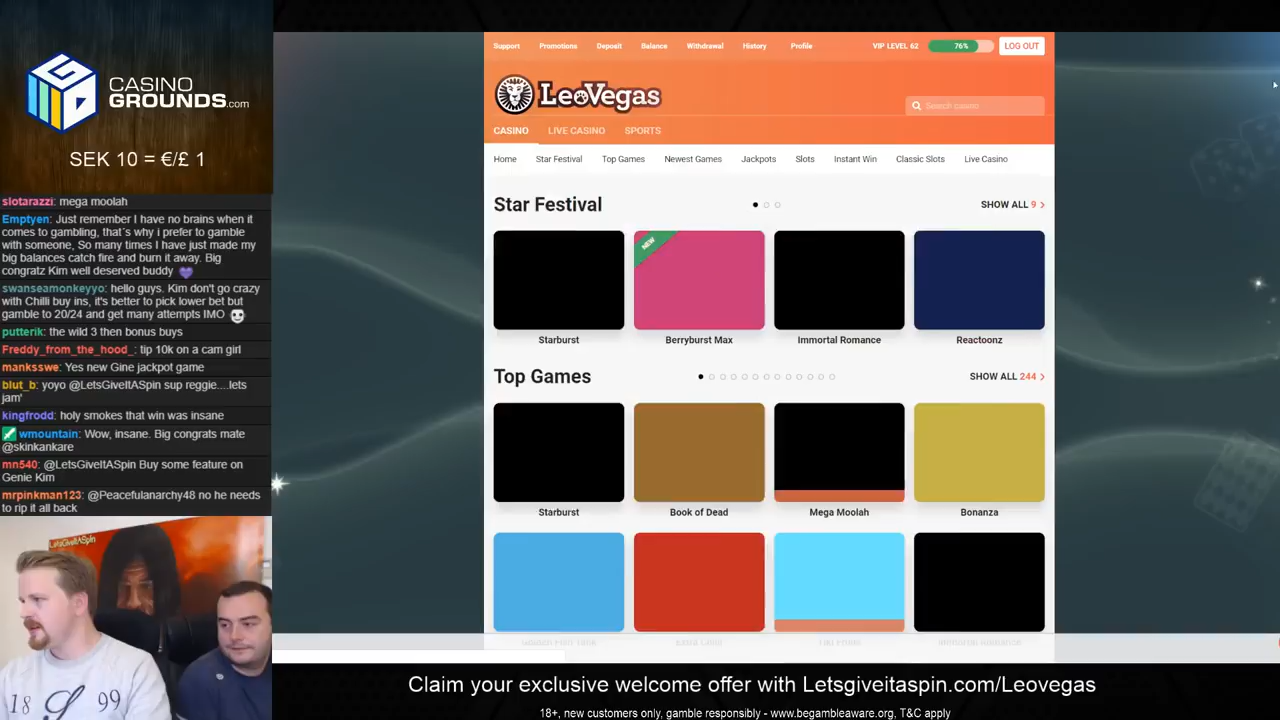 CASINO
GROUNDS.com
SEK 10 = €/£ 1
slotarazzi: mega moolah
Emptyen: Just remember I have no brains when it
comes to gambling, that´s why i prefer to gamble
with someone, So many times I have just made my
big balances catch fire and burn it away. Big
congratz Kim well deserved buddy
swanseamonkeyyo: hello guys. Kim don't go crazy
with Chilli buy ins, it's better to pick lower bet but
gamble to 20/24 and get many attempts IMO
putterik: the wild 3 then bonus buys
Freddy_from_the_hood_: tip 10k on a cam girl
manksswe: Yes new Gine jackpot game
blut_b: yoyo @LetsGiveItASpin sup reggie....lets
jam'
kingfrodd: holy smokes that win was insane
wmountain: Wow, insane. Big congrats mate
@skinkankare
mn540: @LetsGiveItASpin Buy some feature on
Genie Kim
mrpinkman123: @Peacefulanarchy48 no he needs
to rip it all back
LetsGiveItASpin
18 99
Support Promotions Deposit Balance Withdrawal History Profile VIP LEVEL 62 76% LOG OUT
LeoVegas
Search casino
CASINO LIVE CASINO SPORTS
Home Star Festival Top Games Newest Games Jackpots Slots Instant Win Classic Slots Live Casino
Star Festival SHOW ALL 9
NEW
Starburst Berryburst Max Immortal Romance Reactoonz
Top Games SHOW ALL 244
Starburst Book of Dead Mega Moolah Bonanza
Immortal Romance
Claim your exclusive welcome offer with Letsgiveitaspin.com/Leovegas
18+, new customers only, gamble responsibly - www.begambleaware.org, T&C apply